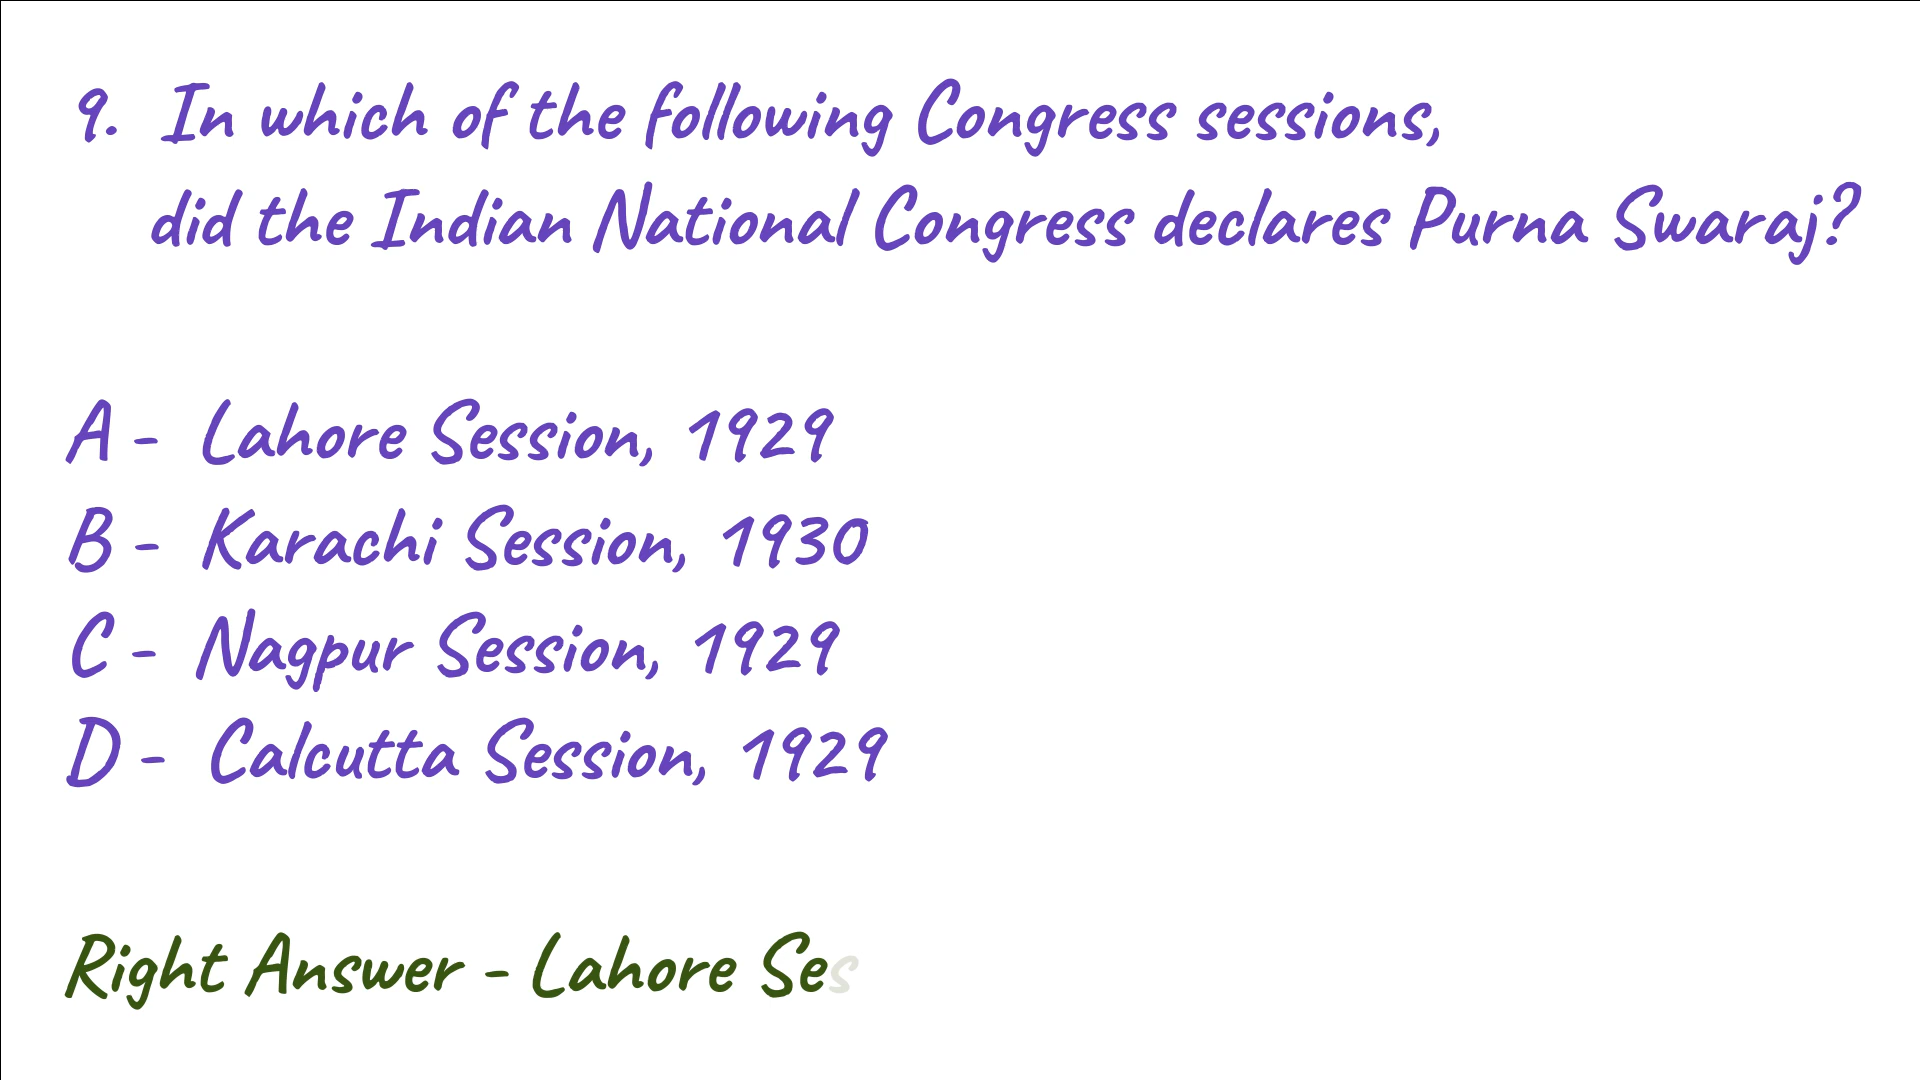 9. In which of the following Congress sessions,
did the Indian National Congress declares Purna Swaraj?
A - Lahore Session, 1929
B - Karachi Session, 1930
C - Nagpur Session, 1929
D - Calcutta Session, 1929
Right Answer - Lahore Ses